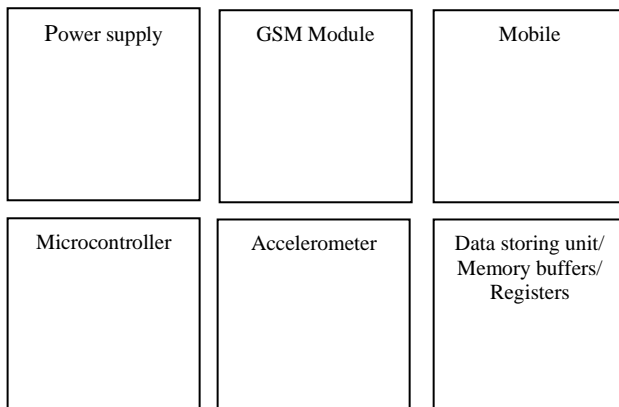 Power supply
GSM Module
Mobile
Microcontroller
Accelerometer
Data storing unit/
Memory buffers/
Registers